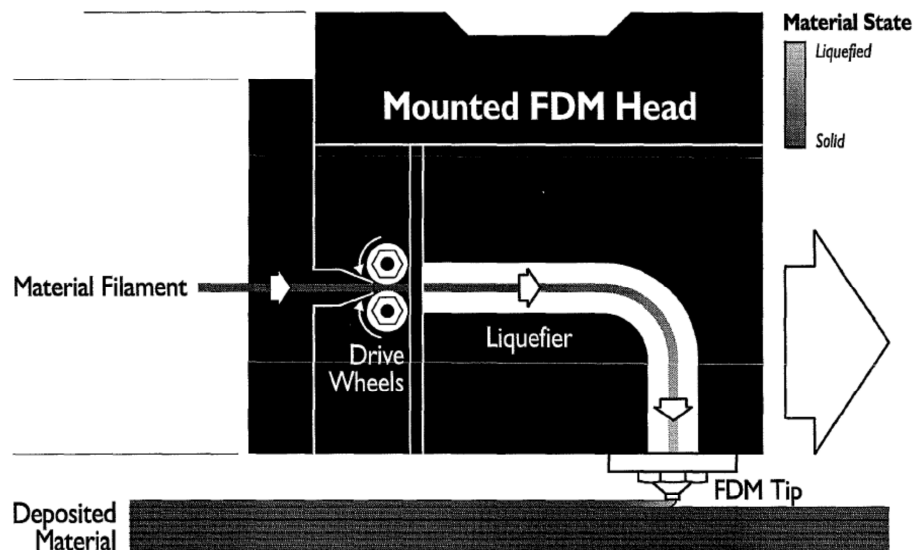 Material State
Liquefied
Solid
Mounted FDM Head
Material Filament
Drive
Wheels
Liquefier
FDM Tip
Deposited
Material